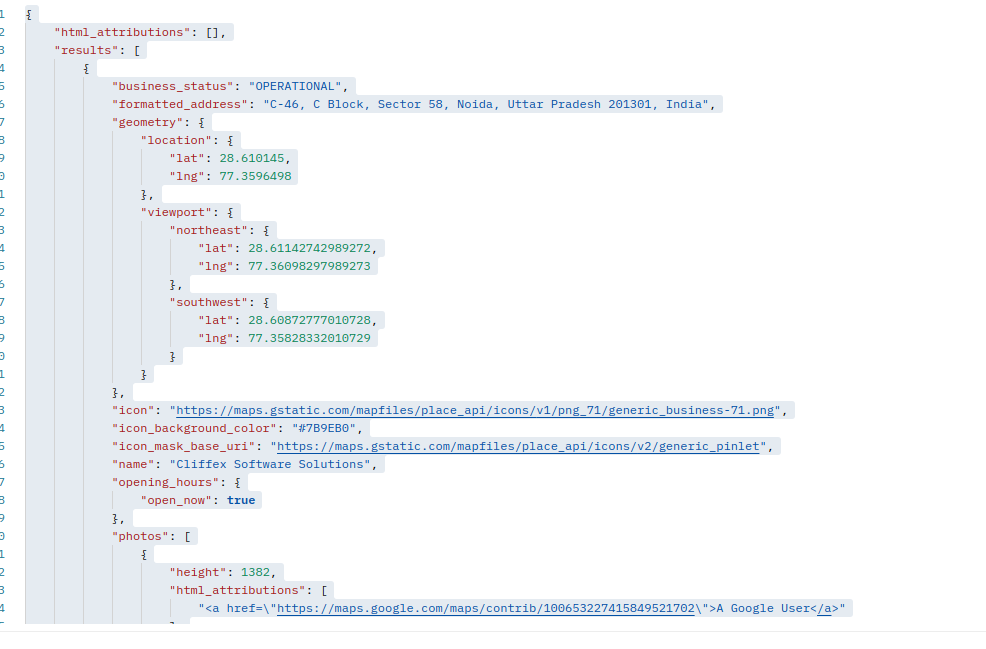 1 {
2 "html_attributions": [],
3 "results": [
4 {
5 "business_status": "OPERATIONAL",
6 "formatted_address": "C-46, C Block, Sector 58, Noida, Uttar Pradesh 201301, India",
7 "geometry": {
8 "location": {
9 "lat": 28.610145,
0 "lng": 77.3596498
1 },
2 "viewport": {
3 "northeast": {
4 "lat": 28.61142742989272,
5 "lng": 77.36098297989273
6 },
7 "southwest": {
8 "lat": 28.60872777010728,
9 "lng": 77.35828332010729
0 }
1 }
2 },
3 "icon": "https://maps.gstatic.com/mapfiles/place_api/icons/v1/png_71/generic_business-71.png",
4 "icon_background_color": "#7B9EB0",
5 "icon_mask_base_uri": "https://maps.gstatic.com/mapfiles/place_api/icons/v2/generic_pinlet",
6 "name": "Cliffex Software Solutions",
7 "opening_hours": {
8 "open_now": true
9 },
0 "photos": [
1 {
2 "height": 1382,
3 "html_attributions": [
4 "<a href=\"https://maps.google.com/maps/contrib/100653227415849521702\">A Google User</a>"